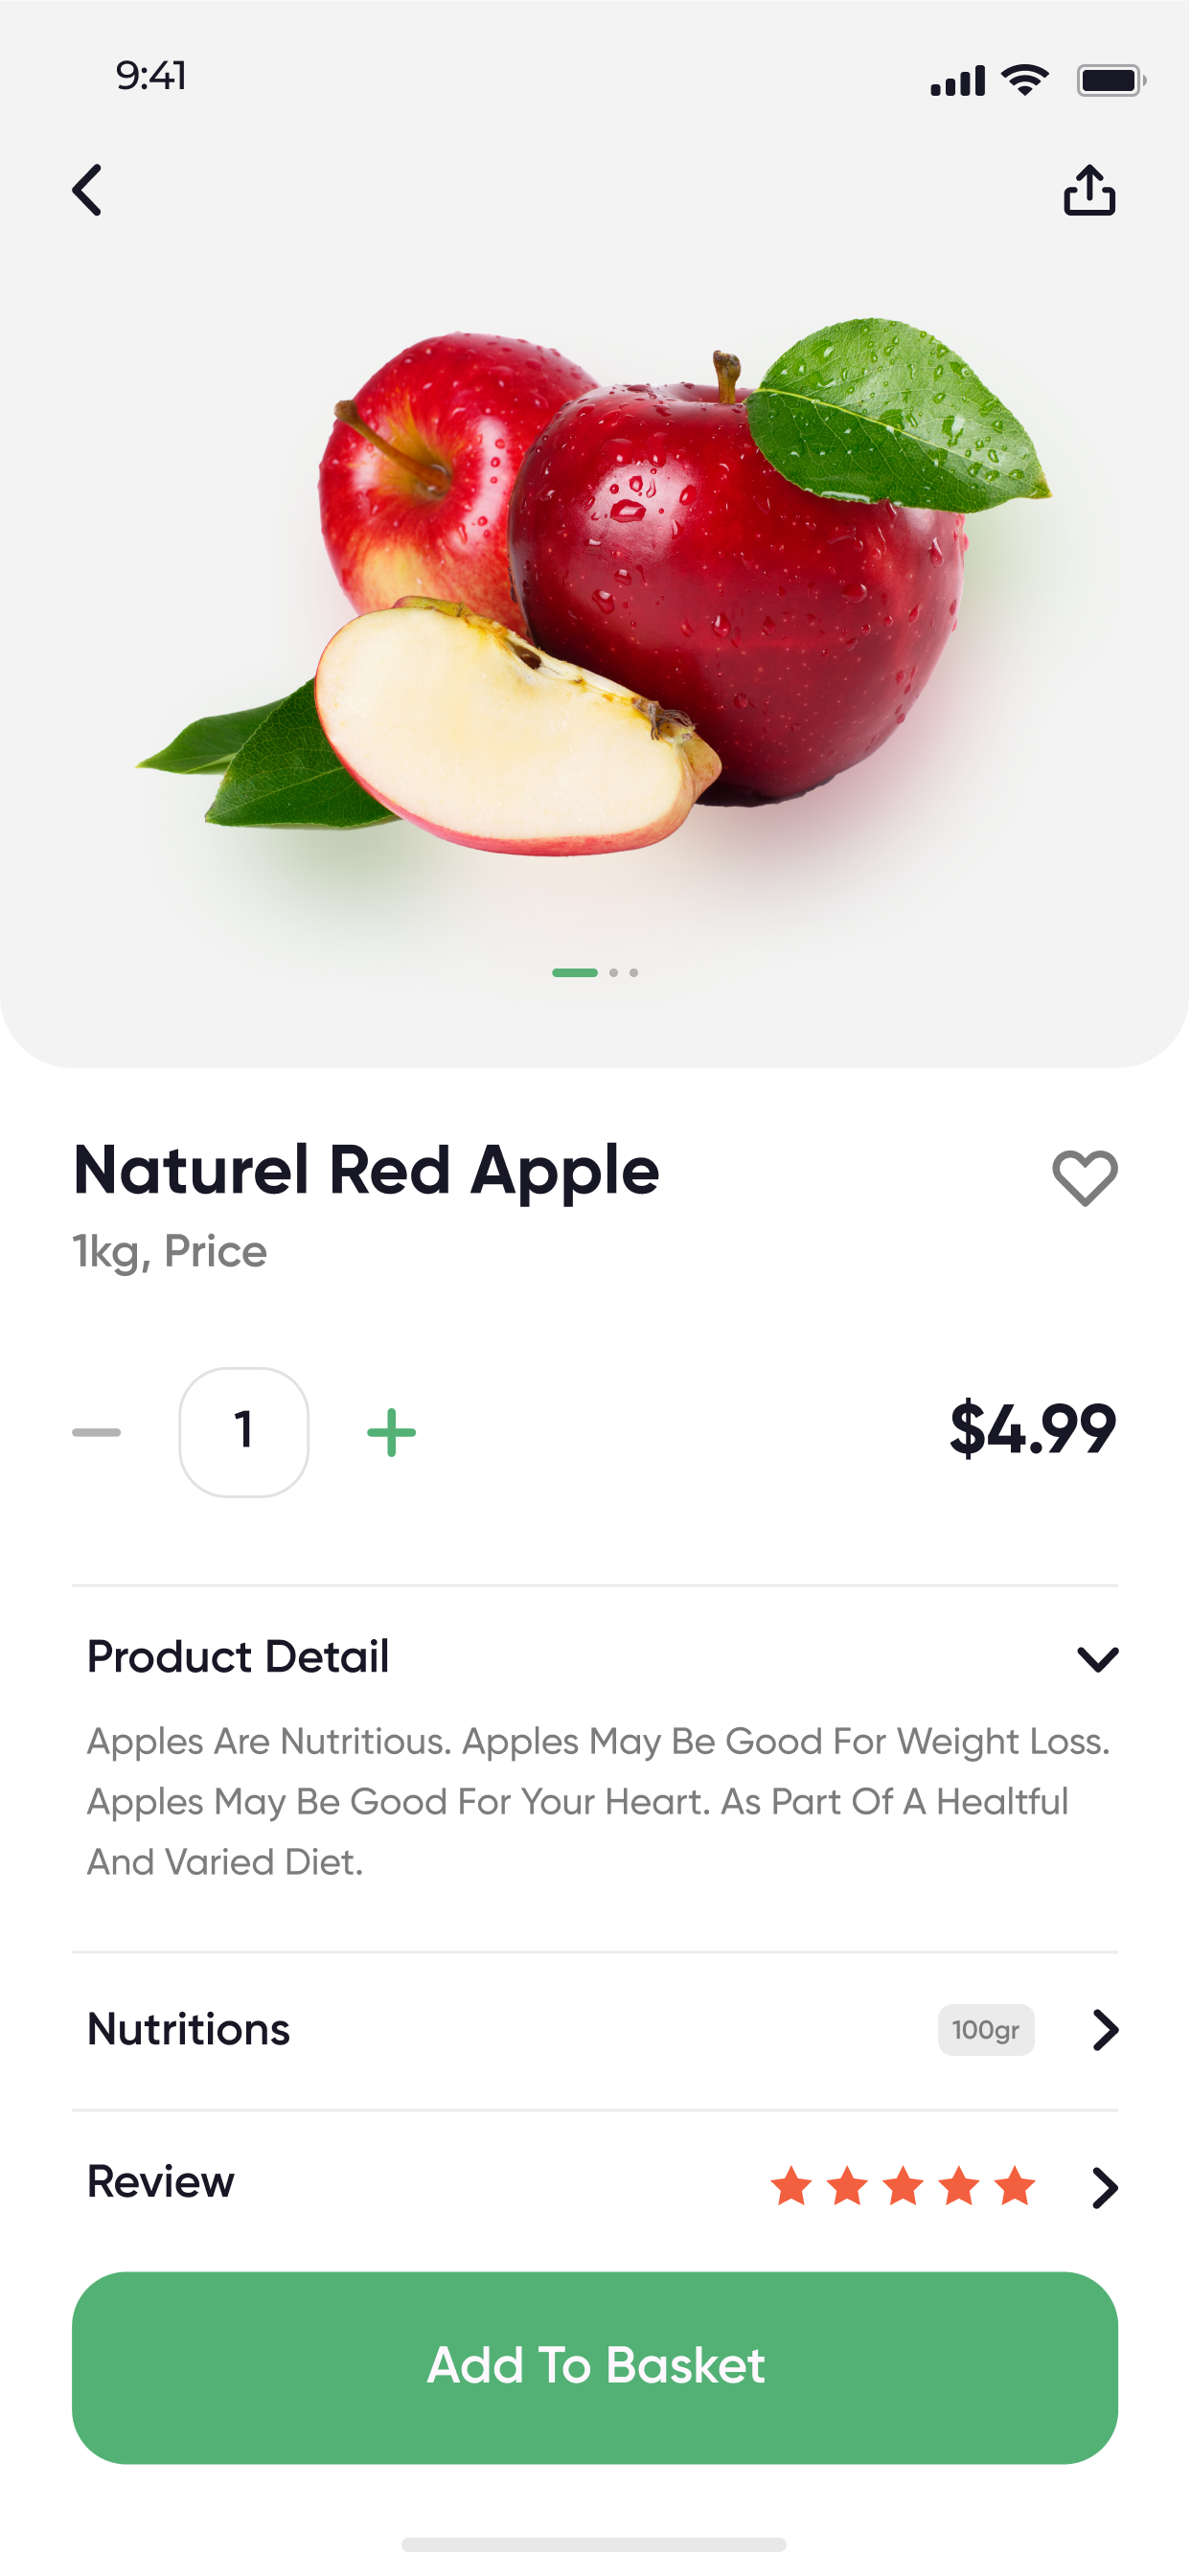 9:41
Naturel Red Apple
1kg, Price
1
$4.99
Product Detail
Apples Are Nutritious. Apples May Be Good For Weight Loss.
Apples May Be Good For Your Heart. As Part Of A Healtful
And Varied Diet.
Nutritions
100gr
Review
Add To Basket